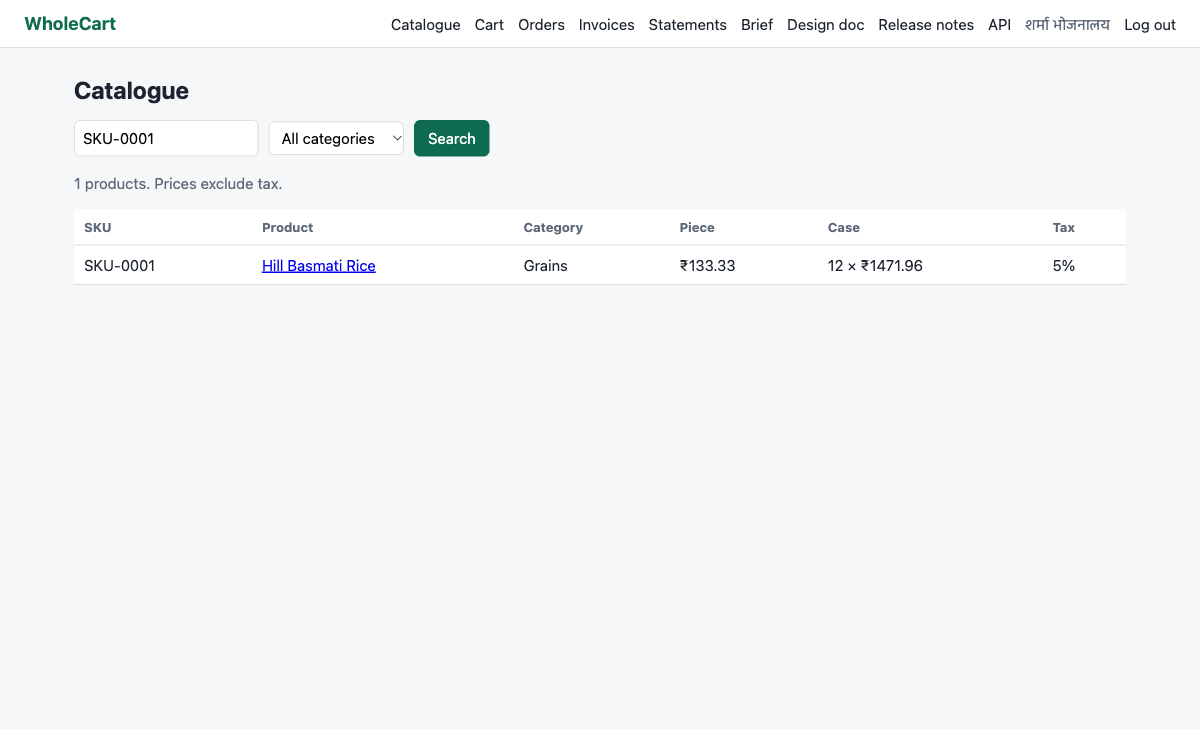 WholeCart Catalogue Cart Orders Invoices Statements Brief Design doc Release notes API शर्मा भोजनालय Log out
Catalogue
SKU-0001 All categories Search
1 products. Prices exclude tax.
SKU Product Category Piece Case Tax
SKU-0001 Hill Basmati Rice Grains ₹133.33 12 × ₹1471.96 5%